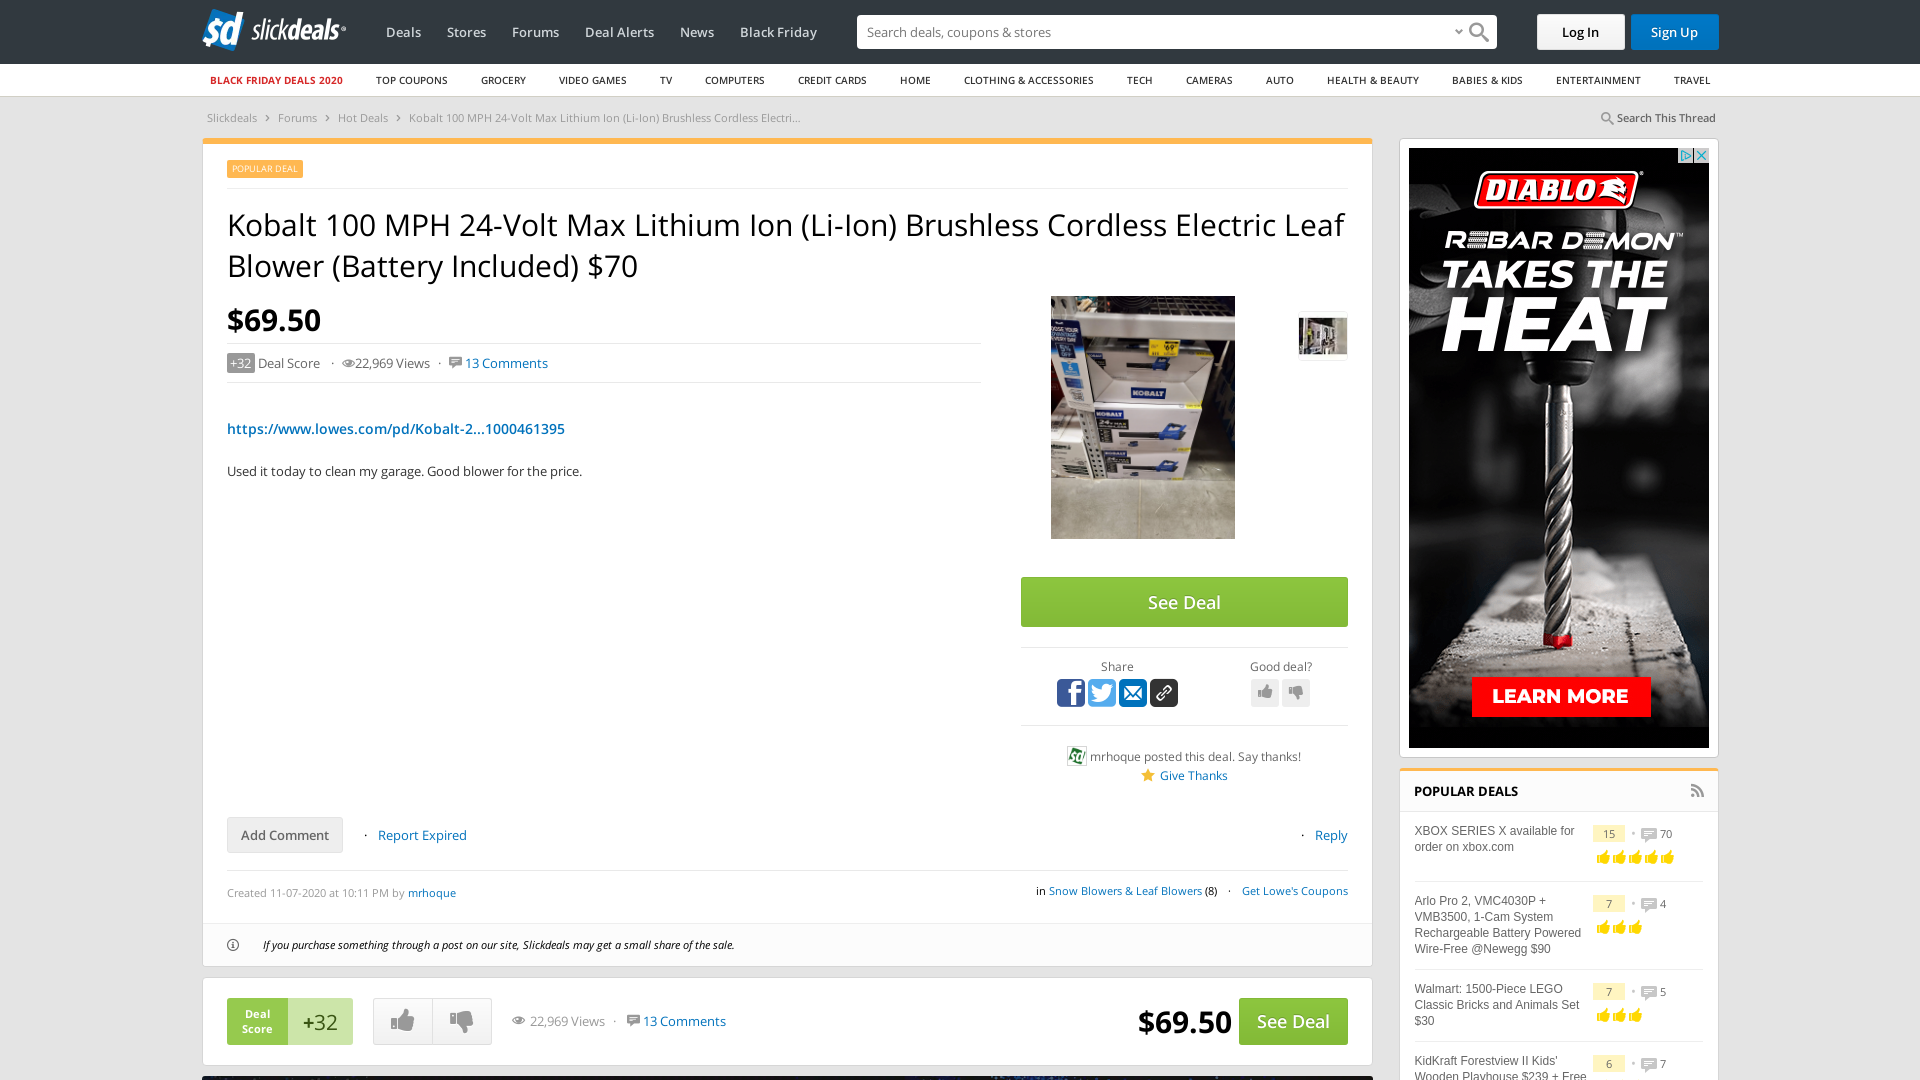 sd slickdeals
Deals
Stores
Forums
Deal Alerts
News
Black Friday
Search deals, coupons & stores
Log In
Sign Up
BLACK FRIDAY DEALS 2020
TOP COUPONS
GROCERY
VIDEO GAMES
TV
COMPUTERS
CREDIT CARDS
HOME
CLOTHING & ACCESSORIES
TECH
CAMERAS
AUTO
HEALTH & BEAUTY
BABIES & KIDS
ENTERTAINMENT
TRAVEL
Slickdeals › Forums › Hot Deals › Kobalt 100 MPH 24-Volt Max Lithium Ion (Li-Ion) Brushless Cordless Electri...
Search This Thread
POPULAR DEAL
Kobalt 100 MPH 24-Volt Max Lithium Ion (Li-Ion) Brushless Cordless Electric Leaf
Blower (Battery Included) $70
$69.50
+32 Deal Score · 22,969 Views · 13 Comments
https://www.lowes.com/pd/Kobalt-2...1000461395
Used it today to clean my garage. Good blower for the price.
KOBALT
KOBALT
See Deal
Share
Good deal?
mrhoque posted this deal. Say thanks!
Give Thanks
Add Comment
· Report Expired
· Reply
Created 11-07-2020 at 10:11 PM by mrhoque
in Snow Blowers & Leaf Blowers (8) · Get Lowe's Coupons
If you purchase something through a post on our site, Slickdeals may get a small share of the sale.
Deal
Score
+32
22,969 Views · 13 Comments
$69.50
See Deal
DIABLO
REBAR DEMON™
TAKES THE
HEAT
LEARN MORE
POPULAR DEALS
XBOX SERIES X available for
order on xbox.com
15 • 70
Arlo Pro 2, VMC4030P +
VMB3500, 1-Cam System
Rechargeable Battery Powered
Wire-Free @Newegg $90
7 • 4
Walmart: 1500-Piece LEGO
Classic Bricks and Animals Set
$30
7 • 5
KidKraft Forestview II Kids'
Wooden Playhouse $239 + Free
6 • 7